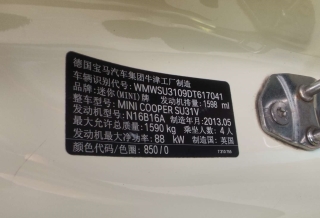 德国宝马汽车集团牛津工厂制造
车辆识别代号: WMWSU3109DT617041
品牌: 迷你(MINI)牌 发动机排量: 1598 ml
整车型号: MINI COOPER SU31V
发动机型号: N16B16A 制造年月: 2013.05
最大允许总质量: 1590 kg 乘坐人数: 4 人
发动机最大净功率: 88 kW 制造国: 英国
颜色代码/色圈: 850/0